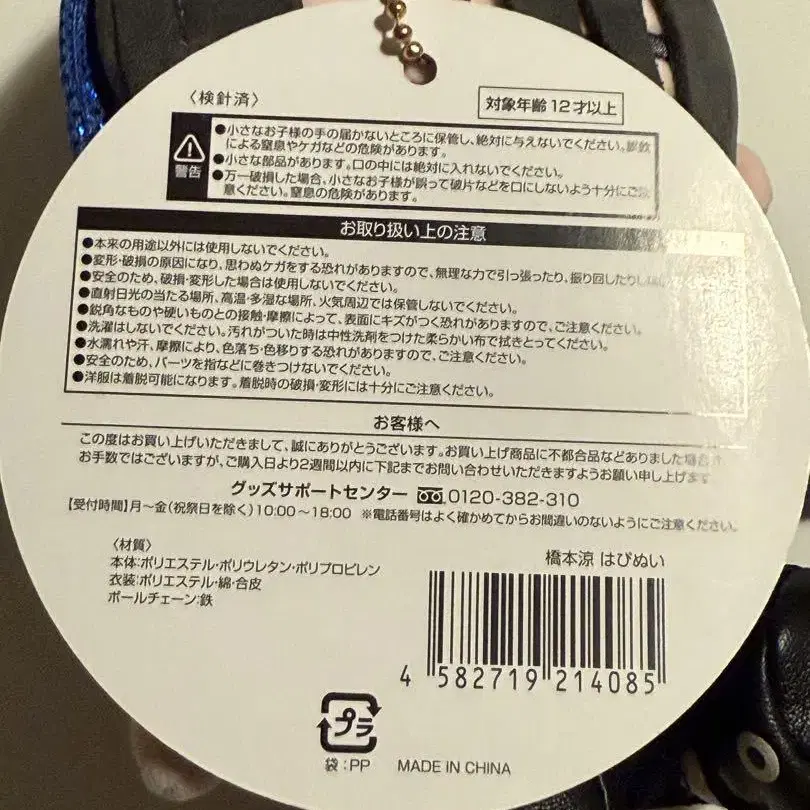 〈検針済〉
対象年齢12才以上
警告
●小さなお子様の手の届かないところに保管し、絶対に与えないでください。誤飲
による窒息やケガなどの危険があります。
●小さな部品があります。口の中には絶対に入れないでください。
●万一破損した場合、小さなお子様が誤って破片などを口にしないよう十分にご注
意ください。窒息の危険があります。
お取り扱い上の注意
●本来の用途以外には使用しないでください。
●変形・破損の原因になり、思わぬケガをする恐れがありますので、無理な力で引っ張ったり、振り回したりしな
●安全のため、破損・変形した場合は使用しないでください。
●直射日光の当たる場所、高温・多湿な場所、火気周辺では保管しないでください。
●鋭角なものや硬いものとの接触・摩擦によって、表面にキズがつく恐れがありますので、ご注意ください。
●洗濯はしないでください。汚れがついた時は中性洗剤をつけた柔らかい布で拭きとってください。
●水濡れや汗、摩擦により、色落ち・色移りする恐れがありますので、ご注意ください。
●安全のため、パーツを指などに巻きつけないでください。
●洋服は着脱可能になります。着脱時の破損・変形には十分にご注意ください。
お客様へ
この度はお買い上げいただきまして、誠にありがとうございます。お買い上げ商品に不都合品などありました場合
お手数ではございますが、ご購入日より2週間以内に下記までお問い合わせいただきますようお願い申し上げます
グッズサポートセンター 0120-382-310
【受付時間】月〜金(祝祭日を除く)10:00〜18:00 ※電話番号はよく確かめてからお間違いのないようにご注意ください。
〈材質〉
本体:ポリエステル・ポリウレタン・ポリプロピレン
衣装:ポリエステル・綿・合皮
ボールチェーン:鉄
橋本涼 はぴぬい
4 582719 214085
プラ
袋:PP
MADE IN CHINA